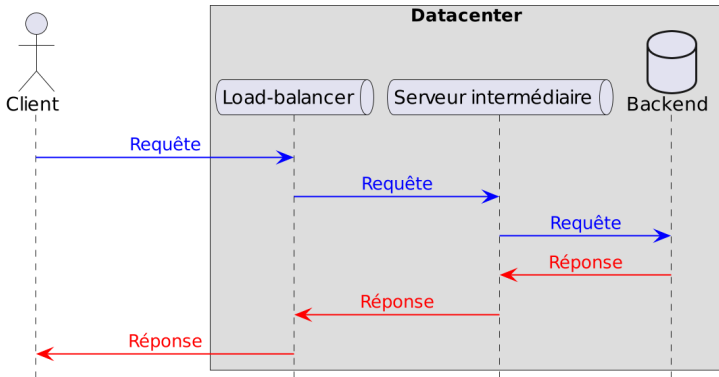 Datacenter
Client
Load-balancer
Serveur intermédiaire
Backend
Requête
Requête
Requête
Réponse
Réponse
Réponse